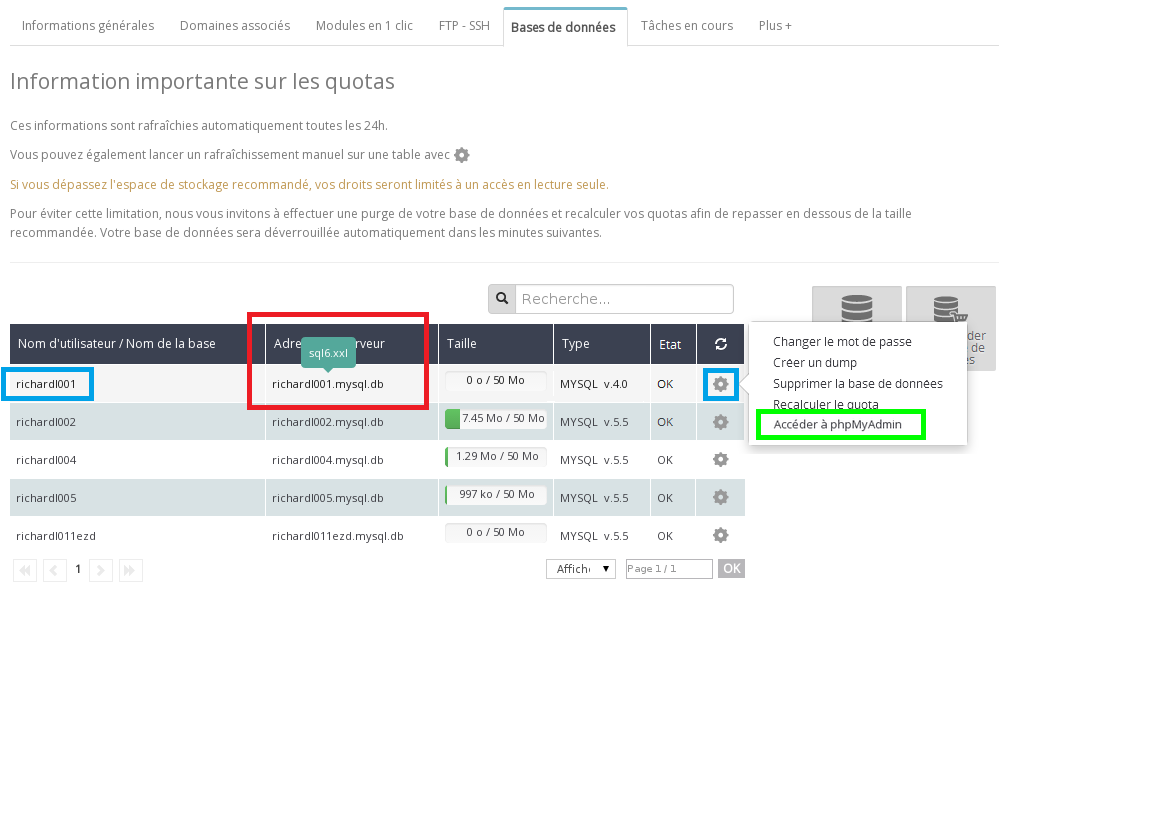 Informations générales Domaines associés Modules en 1 clic FTP - SSH Bases de données Tâches en cours Plus +
Information importante sur les quotas
Ces informations sont rafraîchies automatiquement toutes les 24h.
Vous pouvez également lancer un rafraîchissement manuel sur une table avec
Si vous dépassez l'espace de stockage recommandé, vos droits seront limités à un accès en lecture seule.
Pour éviter cette limitation, nous vous invitons à effectuer une purge de votre base de données et recalculer vos quotas afin de repasser en dessous de la taille
recommandée. Votre base de données sera déverrouillée automatiquement dans les minutes suivantes.
Recherche...
Nom d'utilisateur / Nom de la base Adre erveur Taille Type Etat
sql6.xxl
richardl001 richardl001.mysql.db 0 o / 50 Mo MYSQL v.4.0 OK
richardl002 richardl002.mysql.db 7.45 Mo / 50 Mo MYSQL v.5.5 OK
richardl004 richardl004.mysql.db 1.29 Mo / 50 Mo MYSQL v.5.5 OK
richardl005 richardl005.mysql.db 997 ko / 50 Mo MYSQL v.5.5 OK
richardl011ezd richardl011ezd.mysql.db 0 o / 50 Mo MYSQL v.5.5 OK
1 Affiche Page 1 / 1 OK
Changer le mot de passe
Créer un dump
Supprimer la base de données
Recalculer le quota
Accéder à phpMyAdmin
der
de
es